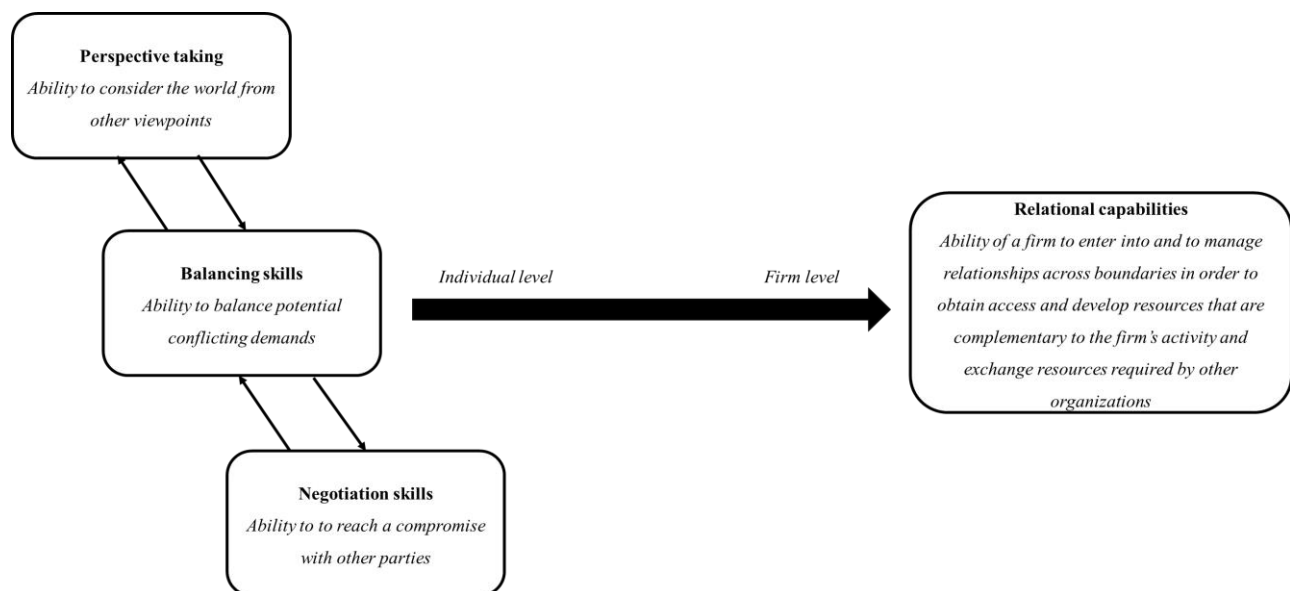 Perspective taking
Ability to consider the world from
other viewpoints
Balancing skills
Ability to balance potential
conflicting demands
Negotiation skills
Ability to to reach a compromise
with other parties
Individual level
Firm level
Relational capabilities
Ability of a firm to enter into and to manage
relationships across boundaries in order to
obtain access and develop resources that are
complementary to the firm's activity and
exchange resources required by other
organizations